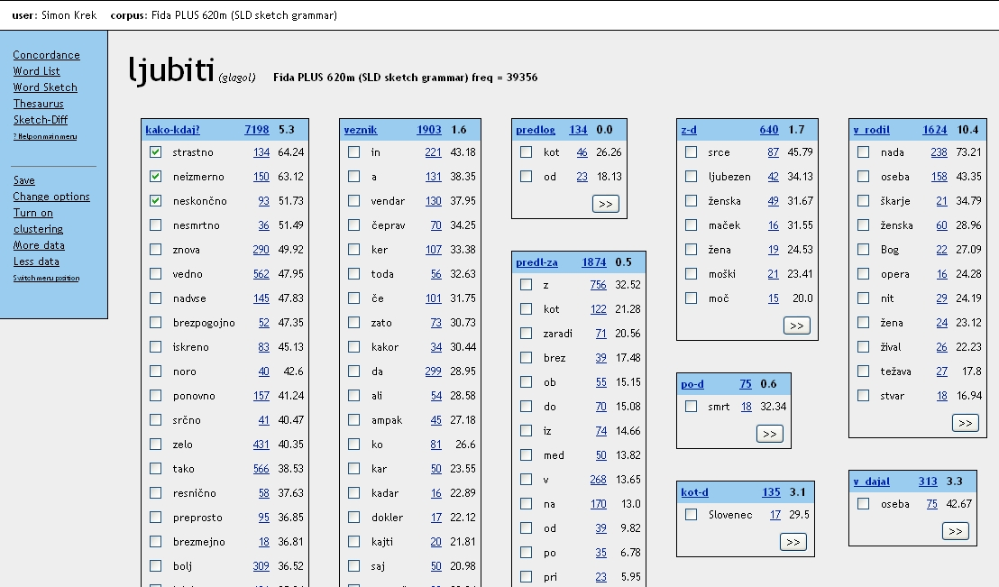 user: Simon Krek corpus: Fida PLUS 620m (SLD sketch grammar)
Concordance
Word List
Word Sketch
Thesaurus
Sketch-Diff
? Help on main menu
Save
Change options
Turn on
clustering
More data
Less data
Switch menu position
ljubiti (glagol) Fida PLUS 620m (SLD sketch grammar) freq = 39356
kako-kdaj? 7198 5.3
strastno 134 64.24
neizmerno 150 63.12
neskončno 93 51.73
nesmrtno 36 51.49
znova 290 49.92
vedno 562 47.95
nadvse 145 47.83
brezpogojno 52 47.35
iskreno 83 45.13
noro 40 42.6
ponovno 157 41.24
srčno 41 40.47
zelo 431 40.35
tako 566 38.53
resnično 58 37.63
preprosto 95 36.85
brezmejno 18 36.81
bolj 309 36.52
veznik 1903 1.6
in 221 43.18
a 131 38.35
vendar 130 37.95
čeprav 70 34.25
ker 107 33.38
toda 56 32.63
če 101 31.75
zato 73 30.73
kakor 34 30.44
da 299 28.95
ali 54 28.58
ampak 45 27.18
ko 81 26.6
kar 50 23.55
kadar 16 22.89
dokler 17 22.12
kajti 20 21.81
saj 50 20.98
predlog 134 0.0
kot 46 26.26
od 23 18.13
>>
predl-za 1874 0.5
z 756 32.52
kot 122 21.28
zaradi 71 20.56
brez 39 17.48
ob 55 15.15
do 70 15.08
iz 74 14.66
med 50 13.82
v 268 13.65
na 170 13.0
od 39 9.82
po 35 6.78
pri 23 5.95
z-d 640 1.7
srce 87 45.79
ljubezen 42 34.13
ženska 49 31.67
maček 16 31.55
žena 19 24.53
moški 21 23.41
moč 15 20.0
>>
po-d 75 0.6
smrt 18 32.34
>>
kot-d 135 3.1
Slovenec 17 29.5
>>
v_rodil 1624 10.4
nada 238 73.21
oseba 158 43.35
škarje 21 34.79
ženska 60 28.96
Bog 22 27.09
opera 16 24.28
nit 29 24.19
žena 24 23.12
žival 26 22.23
težava 27 17.8
stvar 18 16.94
>>
v_dajal 313 3.3
oseba 75 42.67
>>